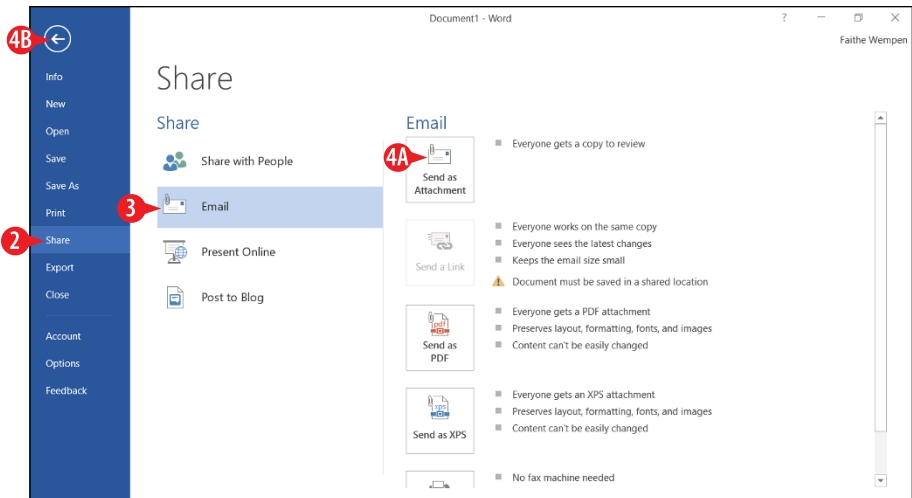 Document1 - Word
?
Faithe Wempen
4B
Info
New
Open
Save
Save As
Print
2
Share
Export
Close
Account
Options
Feedback
Share
Share
Share with People
3
Email
Present Online
Post to Blog
Email
4A
Send as
Attachment
Everyone gets a copy to review
Send a Link
Everyone works on the same copy
Everyone sees the latest changes
Keeps the email size small
Document must be saved in a shared location
pdf
Send as
PDF
Everyone gets a PDF attachment
Preserves layout, formatting, fonts, and images
Content can't be easily changed
xps
Send as XPS
Everyone gets an XPS attachment
Preserves layout, formatting, fonts, and images
Content can't be easily changed
No fax machine needed